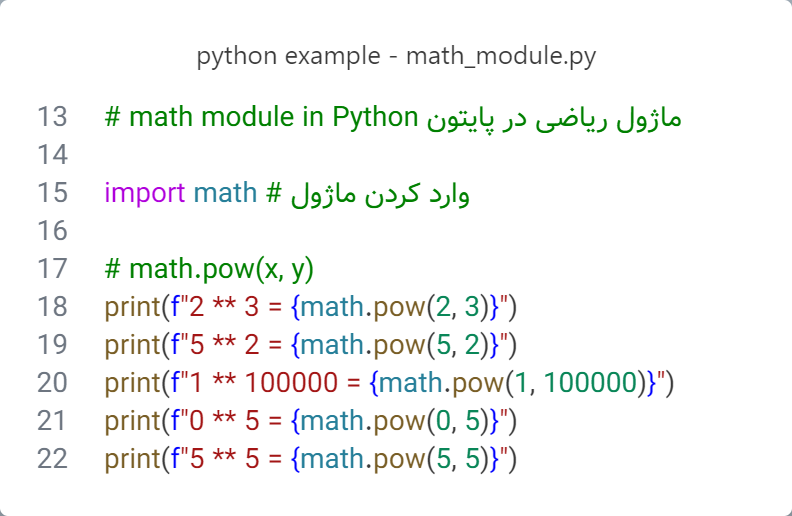 python example - math_module.py
13 # math module in Python ماژول ریاضی در پایتون
14
15 import math # وارد کردن ماژول
16
17 # math.pow(x, y)
18 print(f"2 ** 3 = {math.pow(2, 3)}")
19 print(f"5 ** 2 = {math.pow(5, 2)}")
20 print(f"1 ** 100000 = {math.pow(1, 100000)}")
21 print(f"0 ** 5 = {math.pow(0, 5)}")
22 print(f"5 ** 5 = {math.pow(5, 5)}")